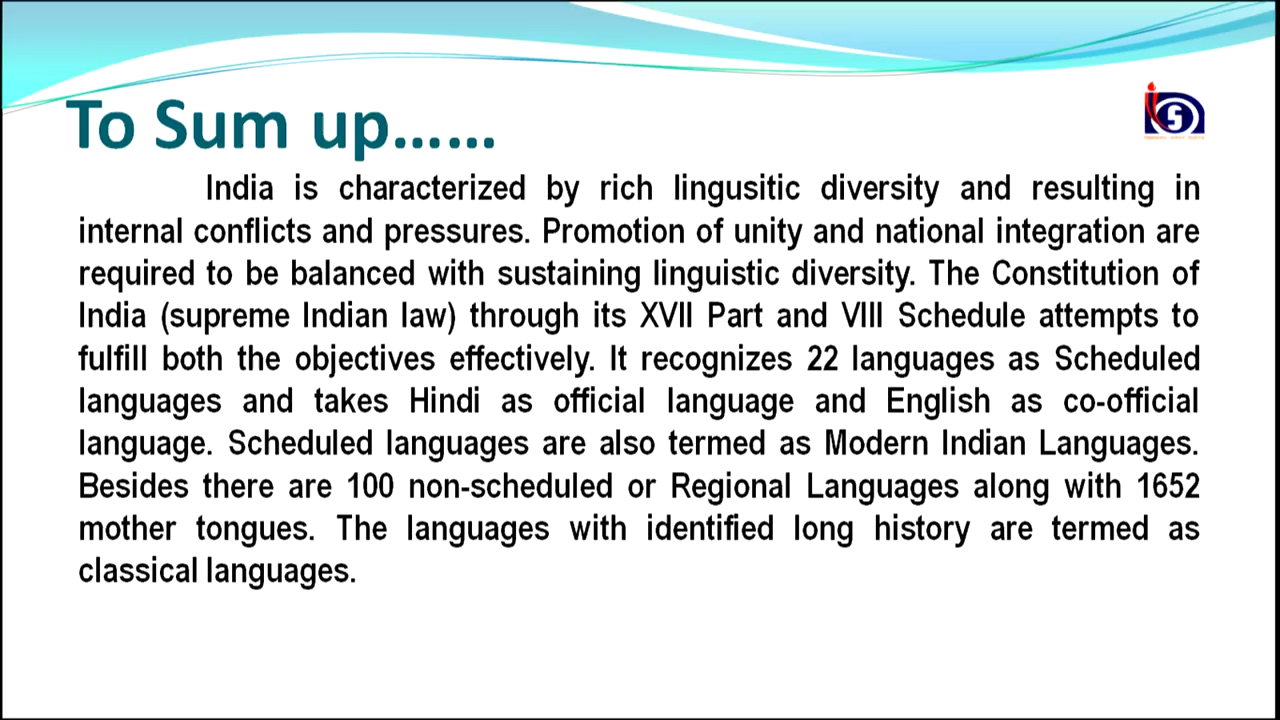 To Sum up......
India is characterized by rich lingusitic diversity and resulting in
internal conflicts and pressures. Promotion of unity and national integration are
required to be balanced with sustaining linguistic diversity. The Constitution of
India (supreme Indian law) through its XVII Part and VIII Schedule attempts to
fulfill both the objectives effectively. It recognizes 22 languages as Scheduled
languages and takes Hindi as official language and English as co-official
language. Scheduled languages are also termed as Modern Indian Languages.
Besides there are 100 non-scheduled or Regional Languages along with 1652
mother tongues. The languages with identified long history are termed as
classical languages.